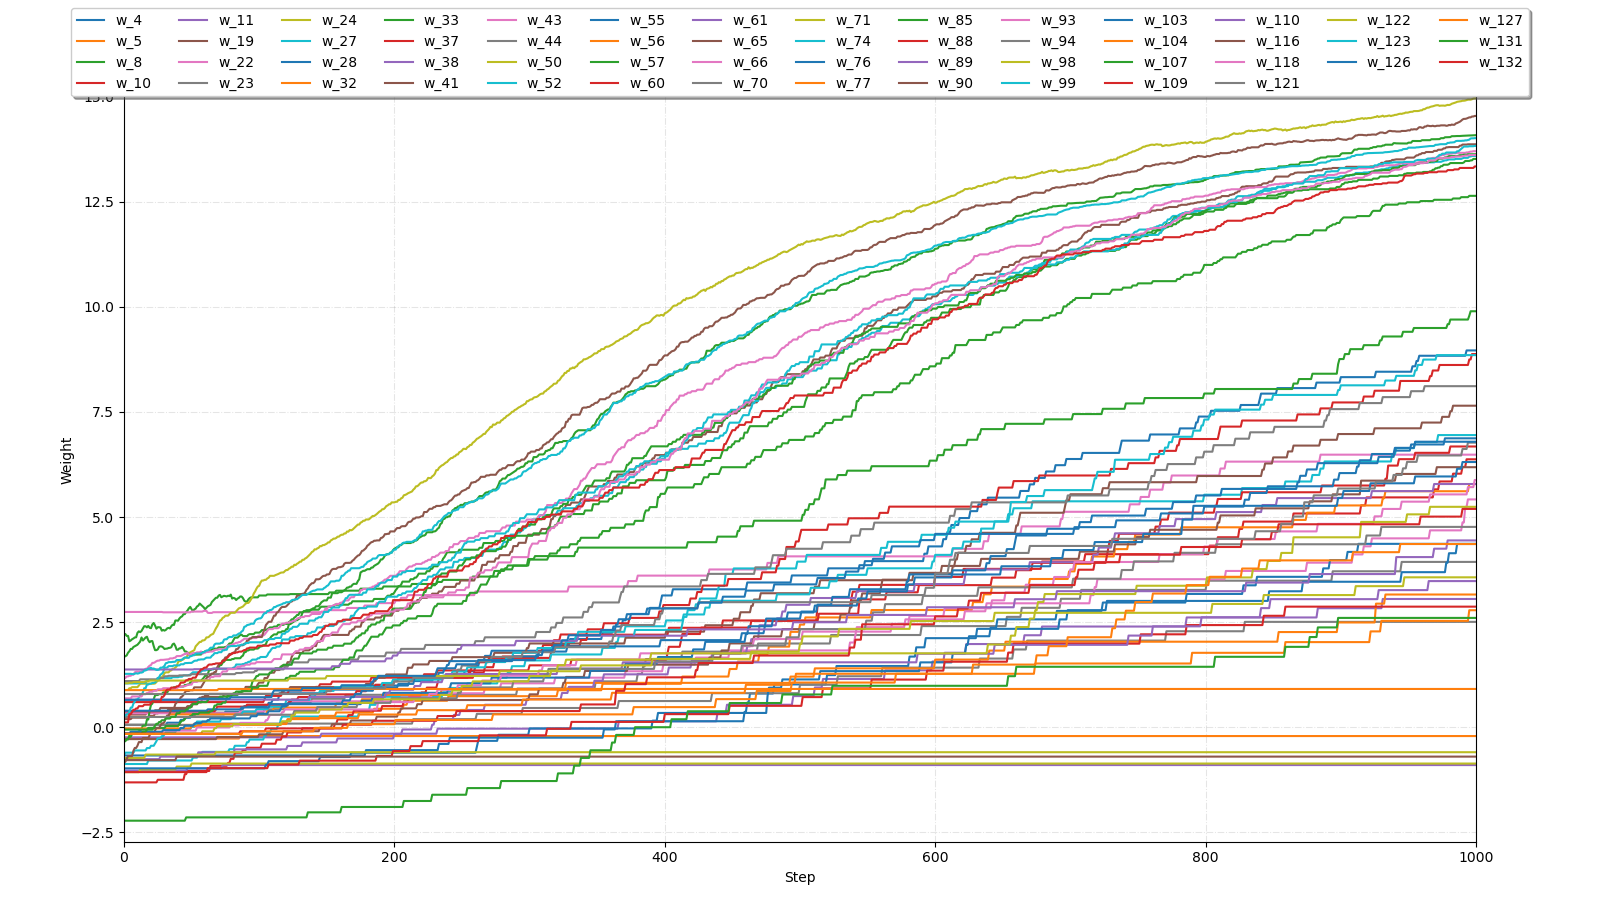 w_4 w_11 w_24 w_33 w_43 w_55 w_61 w_71 w_85 w_93 w_103 w_110 w_122 w_127
w_5 w_19 w_27 w_37 w_44 w_56 w_65 w_74 w_88 w_94 w_104 w_116 w_123 w_131
w_8 w_22 w_28 w_38 w_50 w_57 w_66 w_76 w_89 w_98 w_107 w_118 w_126 w_132
w_10 w_23 w_32 w_41 w_52 w_60 w_70 w_77 w_90 w_99 w_109 w_121
12.5
10.0
7.5
Weight
5.0
2.5
0.0
−2.5
0 200 400 600 800 1000
Step